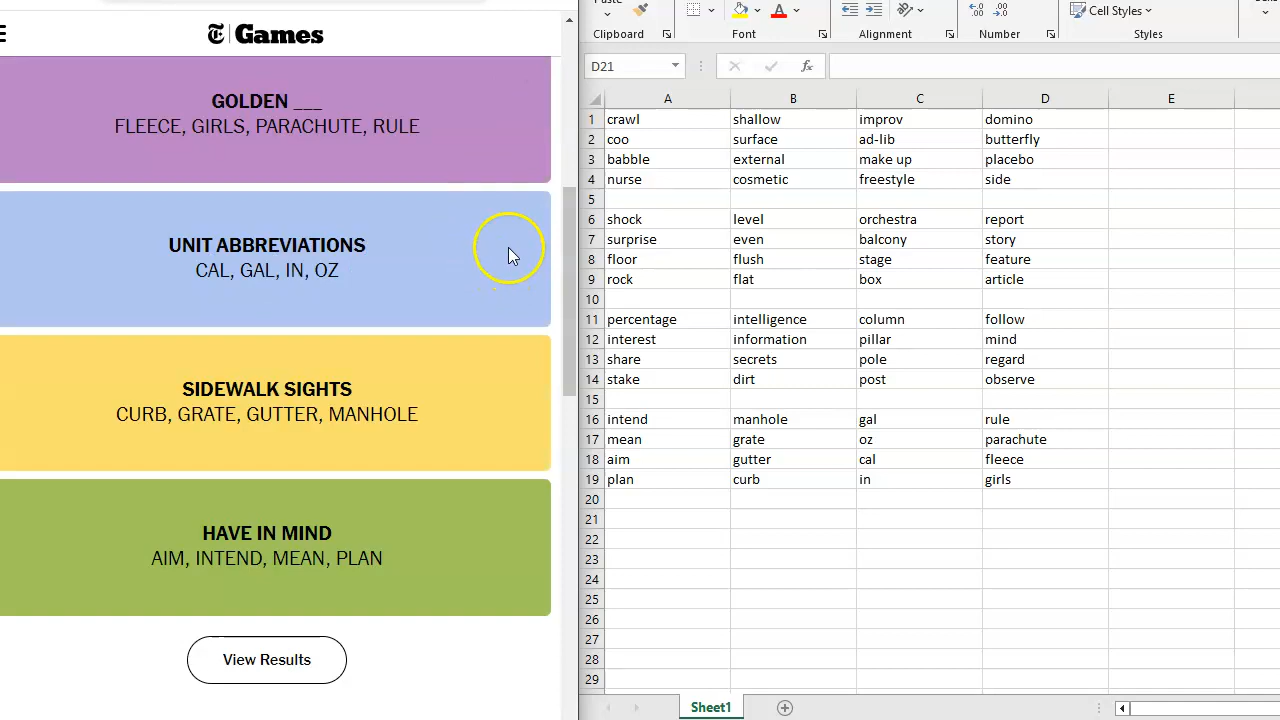 Games
GOLDEN ___
FLEECE, GIRLS, PARACHUTE, RULE
UNIT ABBREVIATIONS
CAL, GAL, IN, OZ
SIDEWALK SIGHTS
CURB, GRATE, GUTTER, MANHOLE
HAVE IN MIND
AIM, INTEND, MEAN, PLAN
View Results
Cell Styles
Clipboard Font Alignment Number Styles
D21 fx
A B C D E
1 crawl shallow improv domino
2 coo surface ad-lib butterfly
3 babble external make up placebo
4 nurse cosmetic freestyle side
5
6 shock level orchestra report
7 surprise even balcony story
8 floor flush stage feature
9 rock flat box article
10
11 percentage intelligence column follow
12 interest information pillar mind
13 share secrets pole regard
14 stake dirt post observe
15
16 intend manhole gal rule
17 mean grate oz parachute
18 aim gutter cal fleece
19 plan curb in girls
20
21
22
23
24
25
26
27
28
29
Sheet1